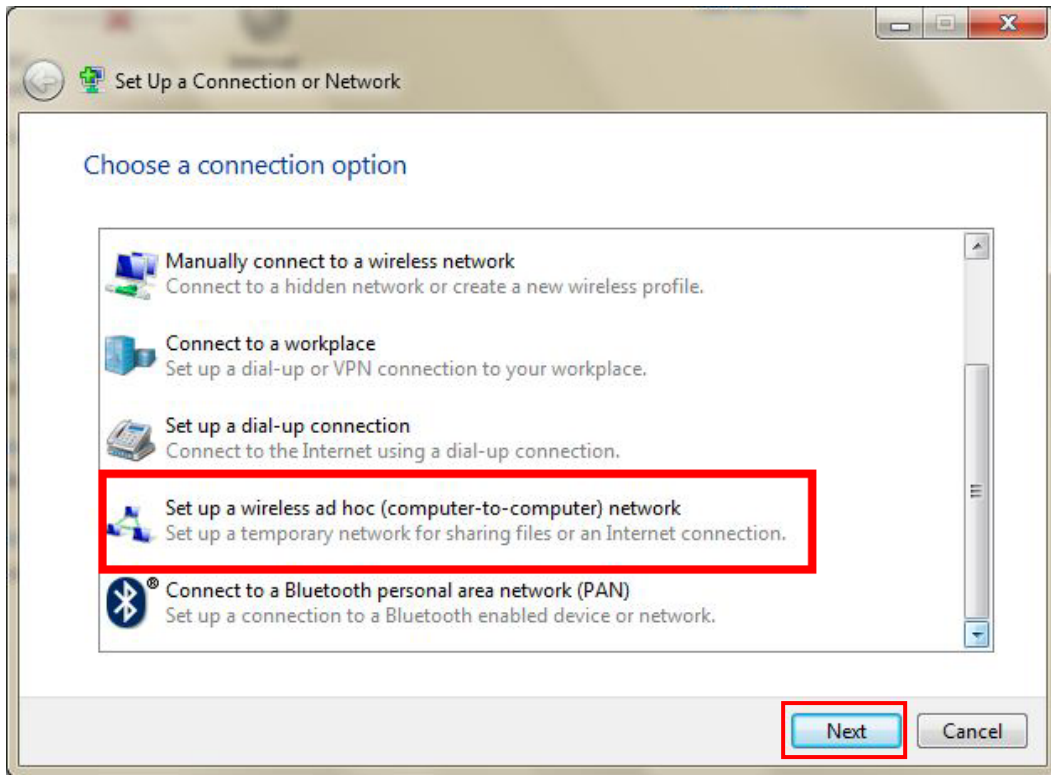 Set Up a Connection or Network
Choose a connection option
Manually connect to a wireless network
Connect to a hidden network or create a new wireless profile.
Connect to a workplace
Set up a dial-up or VPN connection to your workplace.
Set up a dial-up connection
Connect to the Internet using a dial-up connection.
Set up a wireless ad hoc (computer-to-computer) network
Set up a temporary network for sharing files or an Internet connection.
® Connect to a Bluetooth personal area network (PAN)
Set up a connection to a Bluetooth enabled device or network.
Next Cancel